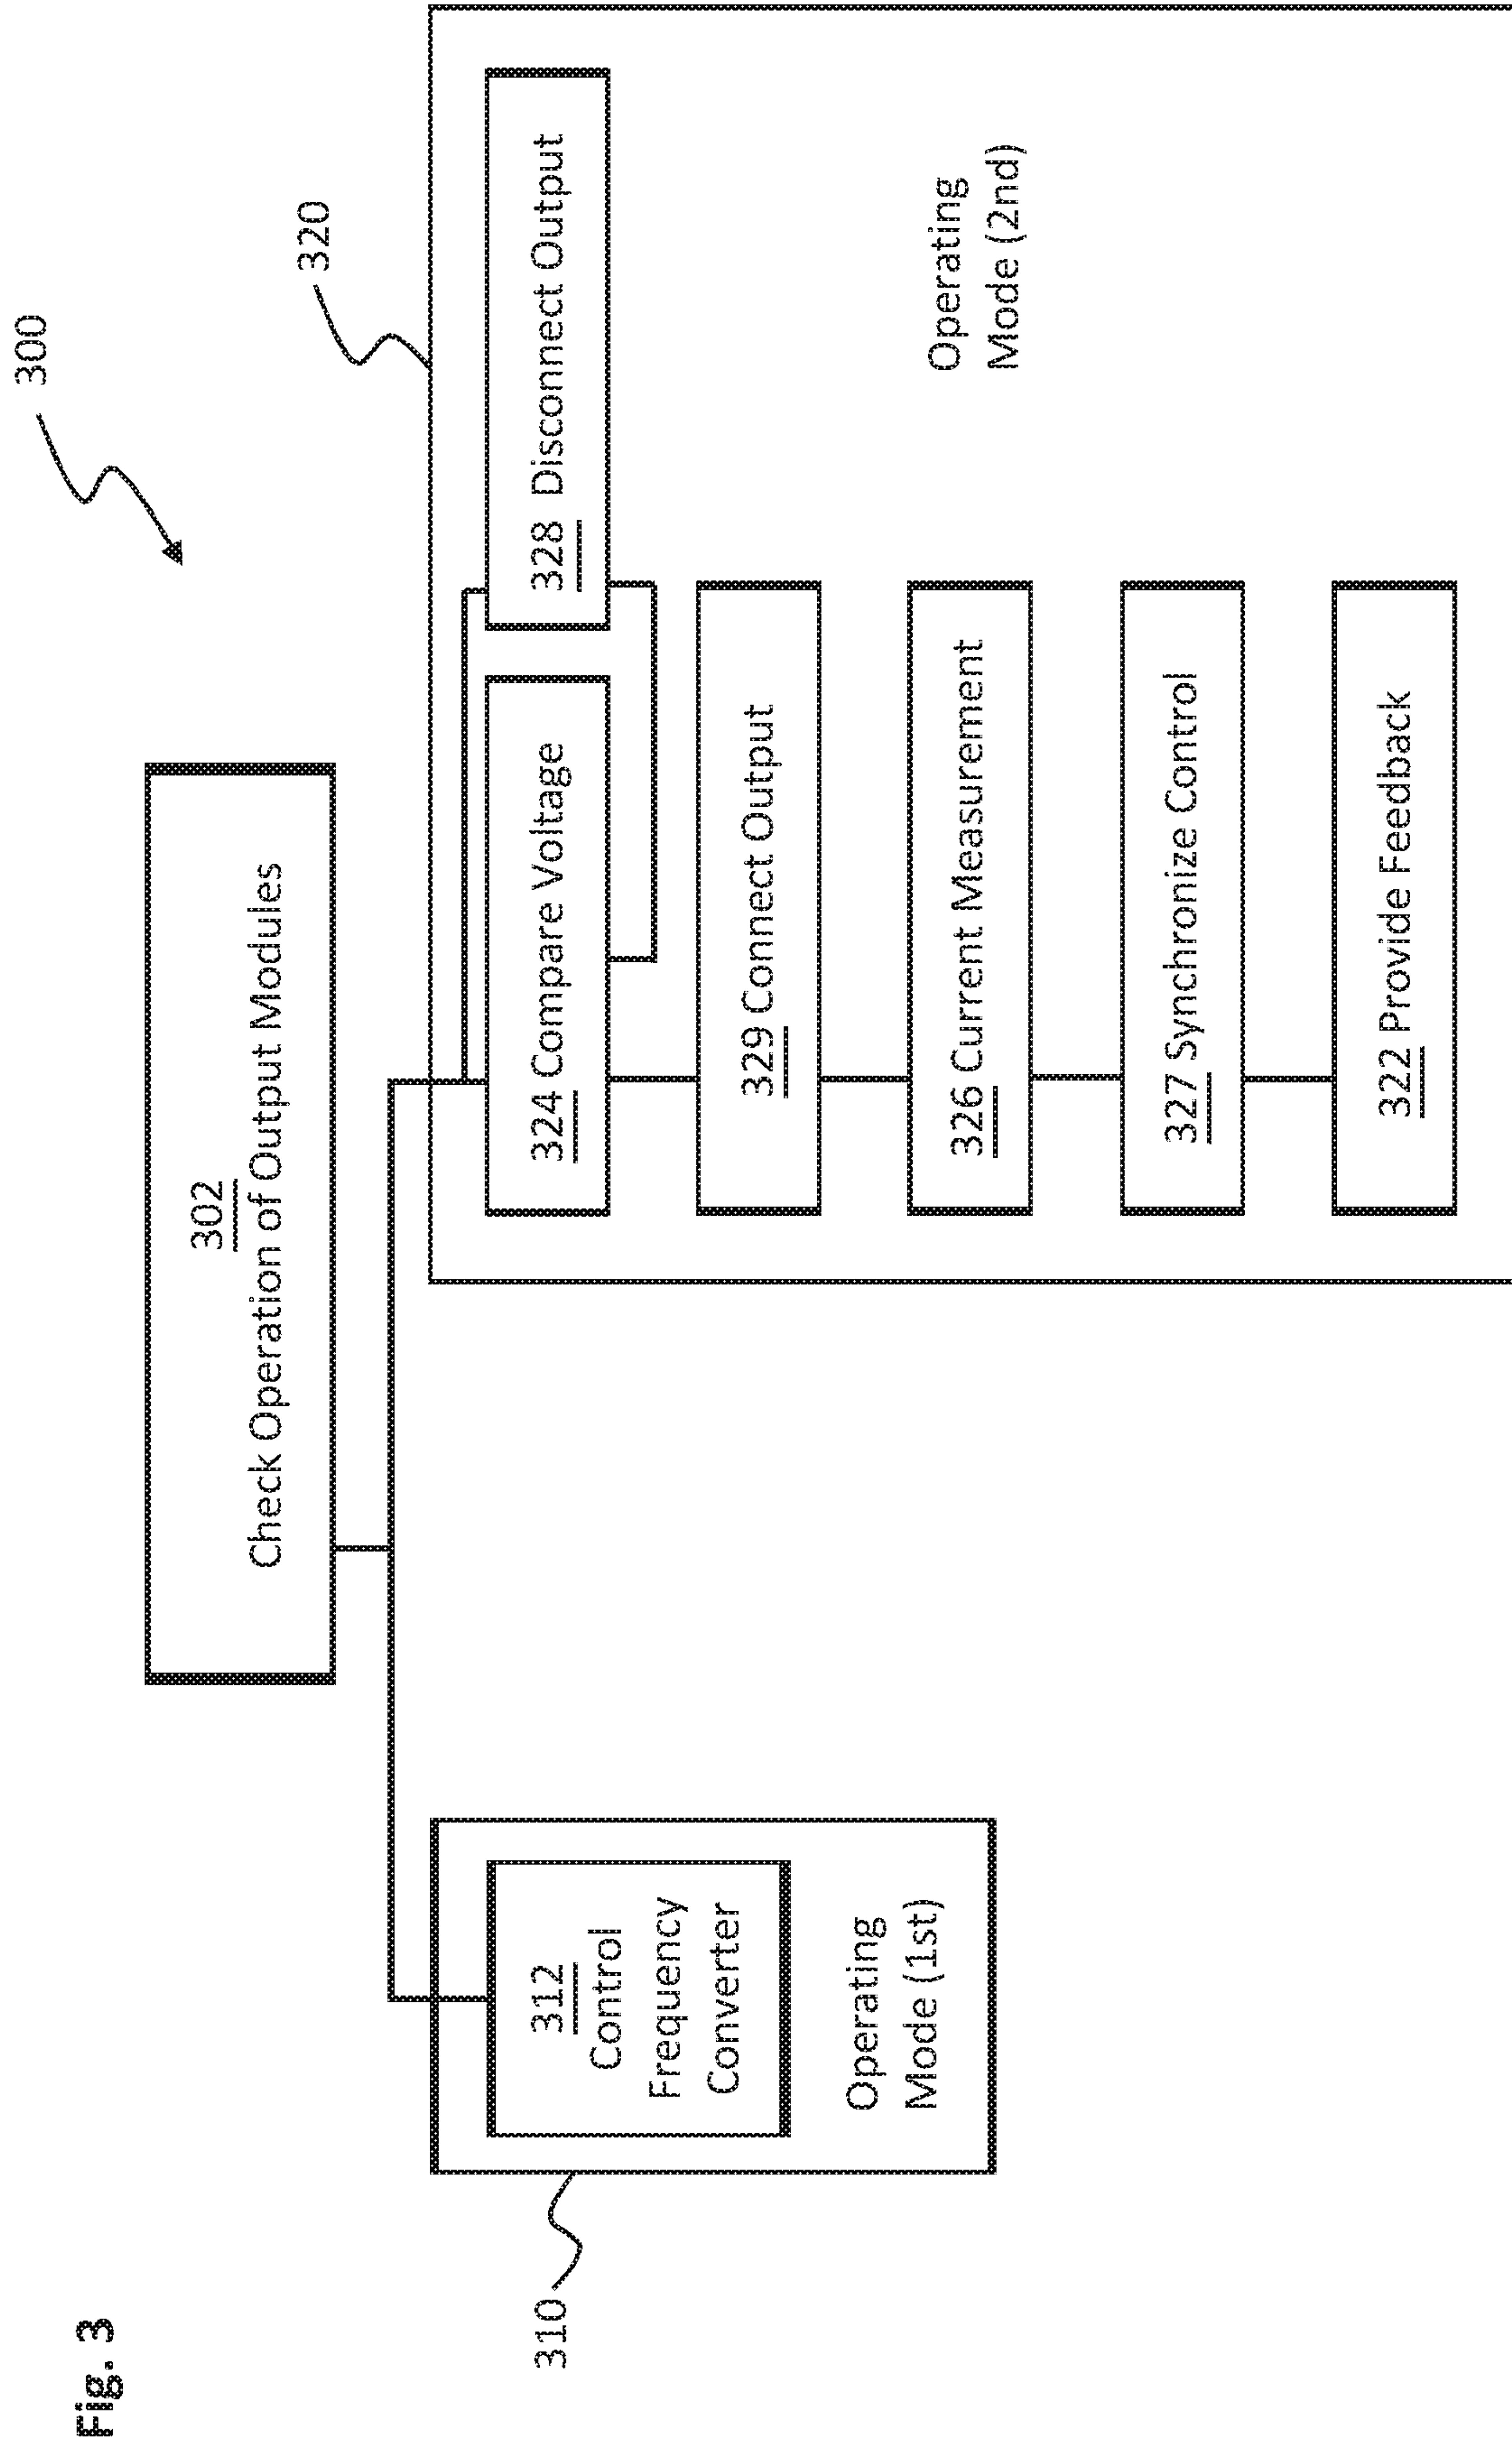 Fig. 3
300
302
Check Operation of Output Modules
310
312
Control
Frequency
Converter
Operating
Mode (1st)
320
324 Compare Voltage
328 Disconnect Output
329 Connect Output
326 Current Measurement
327 Synchronize Control
322 Provide Feedback
Operating
Mode (2nd)